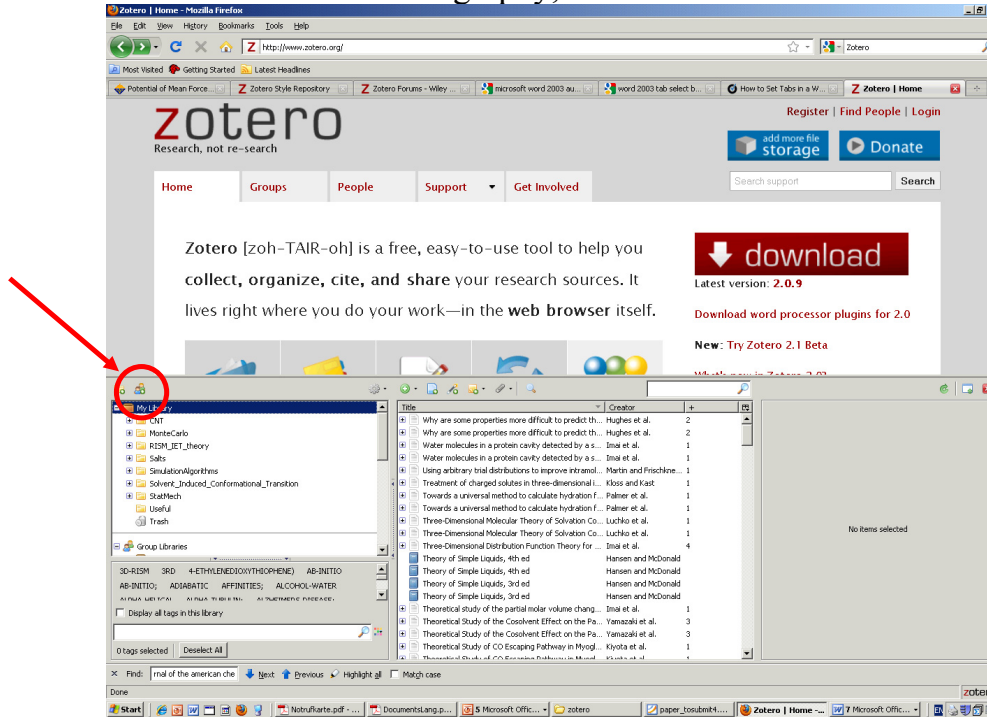 Zotero | Home - Mozilla Firefox
File Edit View History Bookmarks Tools Help
http://www.zotero.org/
Zotero
Most Visited Getting Started Latest Headlines
Potential of Mean Force... Zotero Style Repository Zotero Forums - Wiley ... microsoft word 2003 au... word 2003 tab select b... How to Set Tabs in a W... Zotero | Home
zotero
Research, not re-search
Register | Find People | Login
add more file storage
Donate
Home Groups People Support Get Involved
Search support Search
Zotero [zoh-TAIR-oh] is a free, easy-to-use tool to help you
collect, organize, cite, and share your research sources. It
lives right where you do your work—in the web browser itself.
download
Latest version: 2.0.9
Download word processor plugins for 2.0
New: Try Zotero 2.1 Beta
My Library
CNT
MonteCarlo
RISM_IET_theory
Salts
SimulationAlgorithms
Solvent_Induced_Conformational_Transition
StatMech
Useful
Trash
Group Libraries
3D-RISM 3RD 4-ETHYLENEDIOXYTHIOPHENE) AB-INITIO
AB-INITIO; ADIABATIC AFFINITIES; ALCOHOL-WATER
Display all tags in this library
0 tags selected Deselect All
Title Creator +
Why are some properties more difficult to predict th... Hughes et al. 2
Why are some properties more difficult to predict th... Hughes et al. 2
Water molecules in a protein cavity detected by a s... Imai et al. 1
Water molecules in a protein cavity detected by a s... Imai et al. 1
Using arbitrary trial distributions to improve intramol... Martin and Frischkne... 1
Treatment of charged solutes in three-dimensional i... Kloss and Kast 1
Towards a universal method to calculate hydration f... Palmer et al. 1
Towards a universal method to calculate hydration f... Palmer et al. 1
Three-Dimensional Molecular Theory of Solvation Co... Luchko et al. 1
Three-Dimensional Molecular Theory of Solvation Co... Luchko et al. 1
Three-Dimensional Distribution Function Theory for ... Imai et al. 4
Theory of Simple Liquids, 4th ed Hansen and McDonald
Theory of Simple Liquids, 4th ed Hansen and McDonald
Theory of Simple Liquids, 3rd ed Hansen and McDonald
Theory of Simple Liquids, 3rd ed Hansen and McDonald
Theoretical study of the partial molar volume chang... Imai et al. 1
Theoretical Study of the Cosolvent Effect on the Pa... Yamazaki et al. 3
Theoretical Study of the Cosolvent Effect on the Pa... Yamazaki et al. 3
Theoretical Study of CO Escaping Pathway in Myogl... Kiyota et al. 1
No items selected
Find: rnal of the american che Next Previous Highlight all Match case
Done
zote
Start Notrufkarte.pdf - ... DocumentsLang.p... 5 Microsoft Offic... zotero paper_tosubmit4.... Zotero | Home -... 7 Microsoft Offic... EN